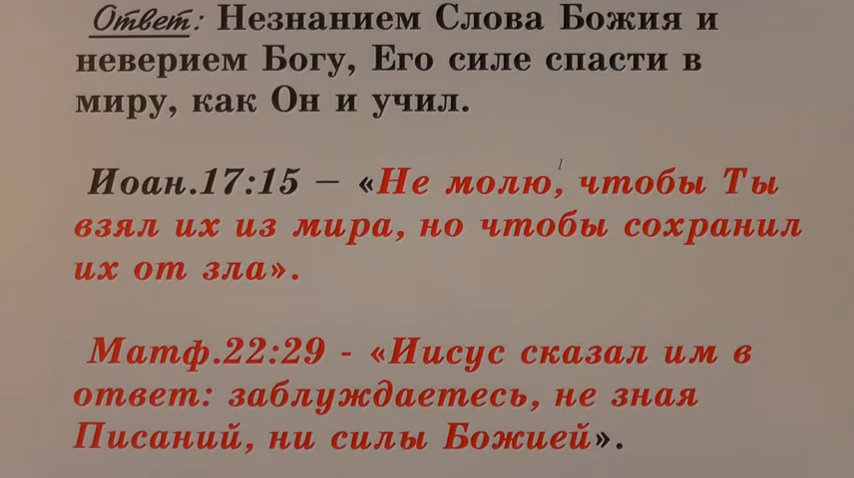 Ответ: Незнанием Слова Божия и
неверием Богу, Его силе спасти в
миру, как Он и учил.
Иоан.17:15 – «Не молю, чтобы Ты
взял их из мира, но чтобы сохранил
их от зла».
Матф.22:29 - «Иисус сказал им в
ответ: заблуждаетесь, не зная
Писаний, ни силы Божией».